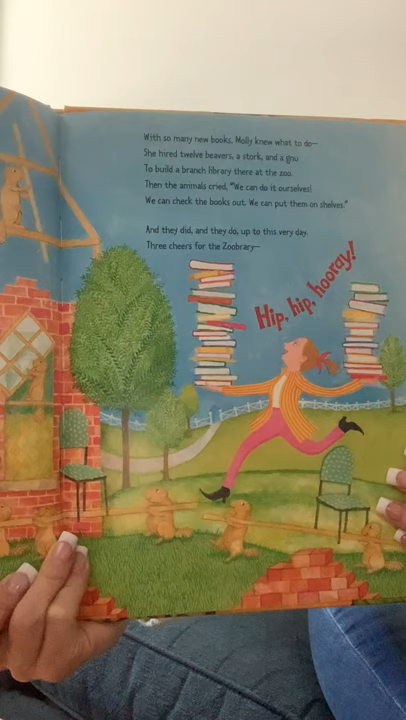 With so many new books, Molly knew what to do—
She hired twelve beavers, a stork, and a gnu
To build a branch library there at the zoo.
Then the animals cried, "We can do it ourselves!
We can check the books out. We can put them on shelves."
And they did, and they do, up to this very day.
Three cheers for the Zoobrary—
Hip, hip, hooray!